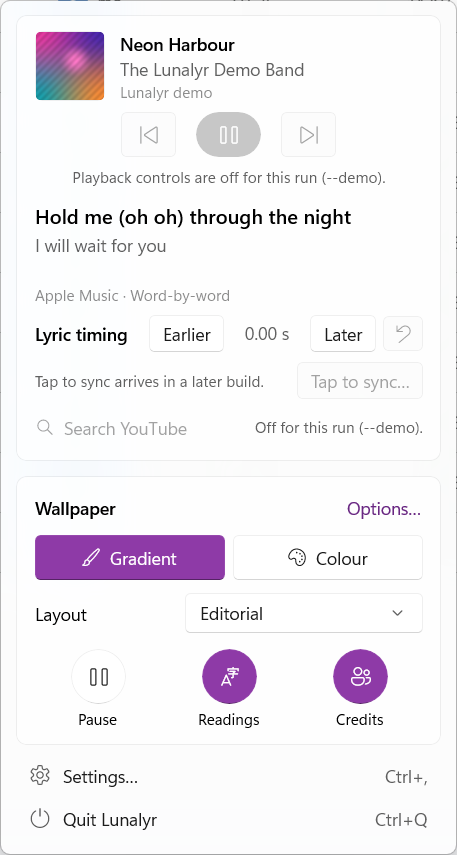 Neon Harbour
The Lunalyr Demo Band
Lunalyr demo
Playback controls are off for this run (--demo).
Hold me (oh oh) through the night
I will wait for you
Apple Music · Word-by-word
Lyric timing Earlier 0.00 s Later
Tap to sync arrives in a later build. Tap to sync...
Search YouTube Off for this run (--demo).
Wallpaper Options...
Gradient Colour
Layout Editorial
Pause Readings Credits
Settings... Ctrl+,
Quit Lunalyr Ctrl+Q